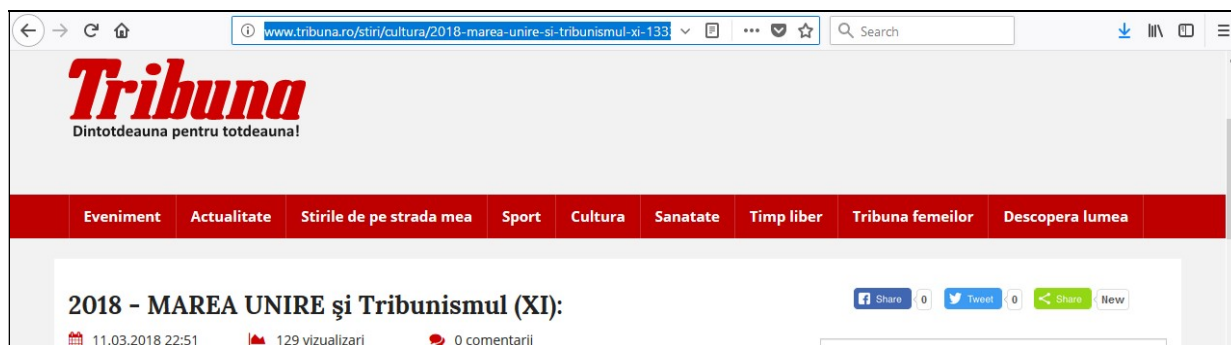 www.tribuna.ro/stiri/cultura/2018-marea-unire-si-tribunismul-xi-133
Search
Tribuna
Dintotdeauna pentru totdeauna!
Eveniment Actualitate Stirile de pe strada mea Sport Cultura Sanatate Timp liber Tribuna femeilor Descopera lumea
2018 - MAREA UNIRE şi Tribunismul (XI):
Share 0 Tweet 0 Share New
11.03.2018 22:51 129 vizualizari 0 comentarii